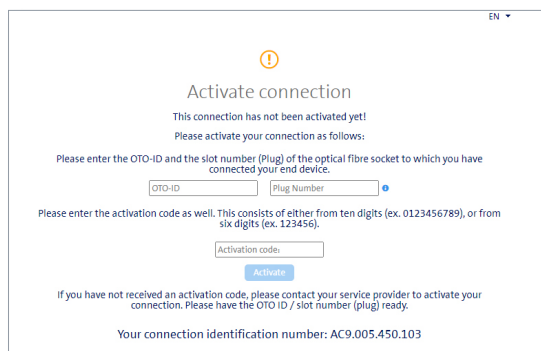 EN
Activate connection
This connection has not been activated yet!
Please activate your connection as follows:
Please enter the OTO-ID and the slot number (Plug) of the optical fibre socket to which you have
connected your end device.
OTO-ID Plug Number
Please enter the activation code as well. This consists of either from ten digits (ex. 0123456789), or from
six digits (ex. 123456).
Activation code:
Activate
If you have not received an activation code, please contact your service provider to activate your
connection. Please have the OTO ID / slot number (plug) ready.
Your connection identification number: AC9.005.450.103